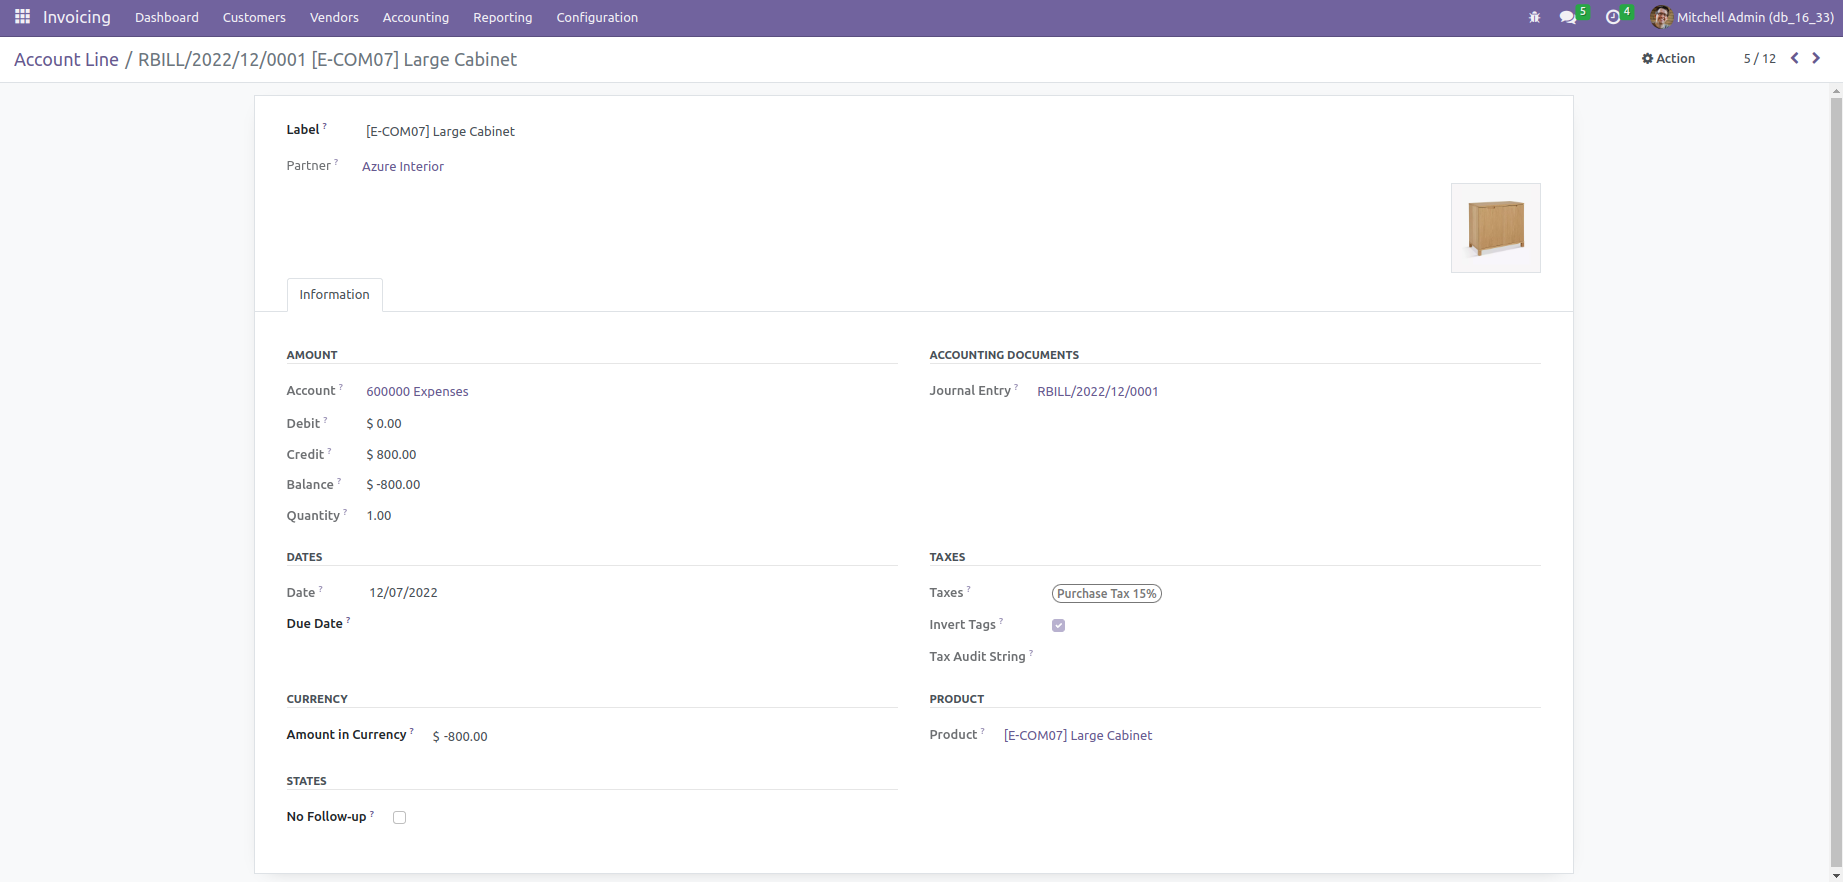 Invoicing Dashboard Customers Vendors Accounting Reporting Configuration 5 4 Mitchell Admin (db_16_33)
Account Line / RBILL/2022/12/0001 [E-COM07] Large Cabinet Action 5 / 12
Label ? [E-COM07] Large Cabinet
Partner ? Azure Interior
Information
AMOUNT
Account ? 600000 Expenses
Debit ? $ 0.00
Credit ? $ 800.00
Balance ? $ -800.00
Quantity ? 1.00
ACCOUNTING DOCUMENTS
Journal Entry ? RBILL/2022/12/0001
DATES
Date ? 12/07/2022
Due Date ?
TAXES
Taxes ? Purchase Tax 15%
Invert Tags ?
Tax Audit String ?
CURRENCY
Amount in Currency ? $ -800.00
PRODUCT
Product ? [E-COM07] Large Cabinet
STATES
No Follow-up ?